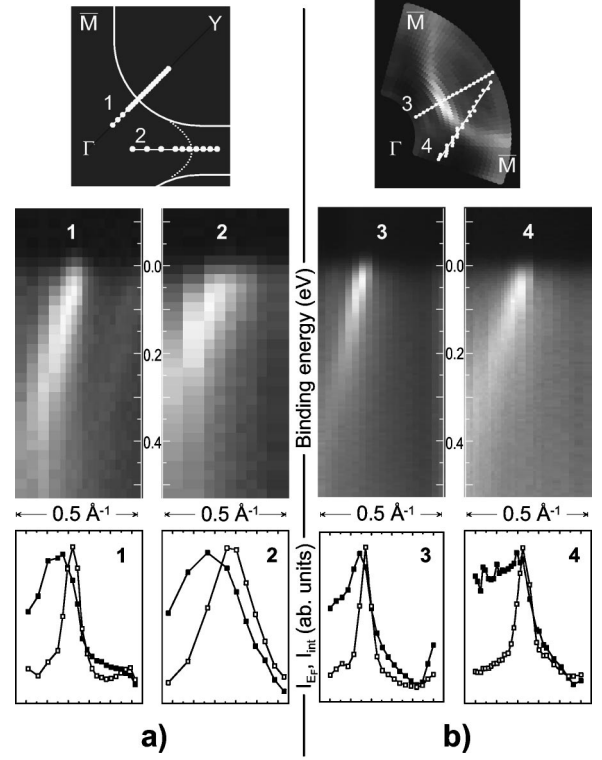 M̅ Y
1
2
Γ
M̅
3
4
Γ
M̅
1
2
3
4
0.0
0.2
0.4
Binding energy (eV)
0.0
0.2
0.4
0.5 Å⁻¹
0.5 Å⁻¹
0.5 Å⁻¹
0.5 Å⁻¹
1
2
I_EF, I_int (ab. units)
3
4
a)
b)